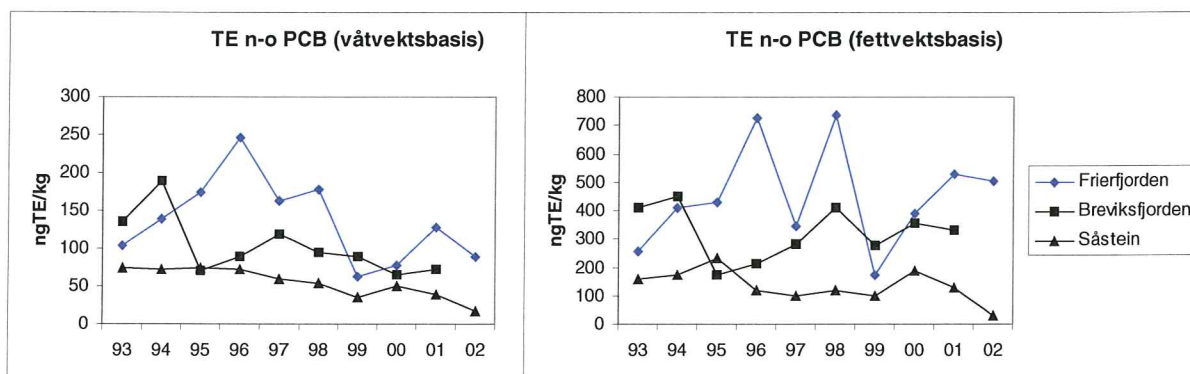 TE n-o PCB (våtvektsbasis)
ngTE/kg
300
250
200
150
100
50
0
93 94 95 96 97 98 99 00 01 02
TE n-o PCB (fettvektsbasis)
ngTE/kg
800
700
600
500
400
300
200
100
0
93 94 95 96 97 98 99 00 01 02
Frierfjorden
Breviksfjorden
Såstein